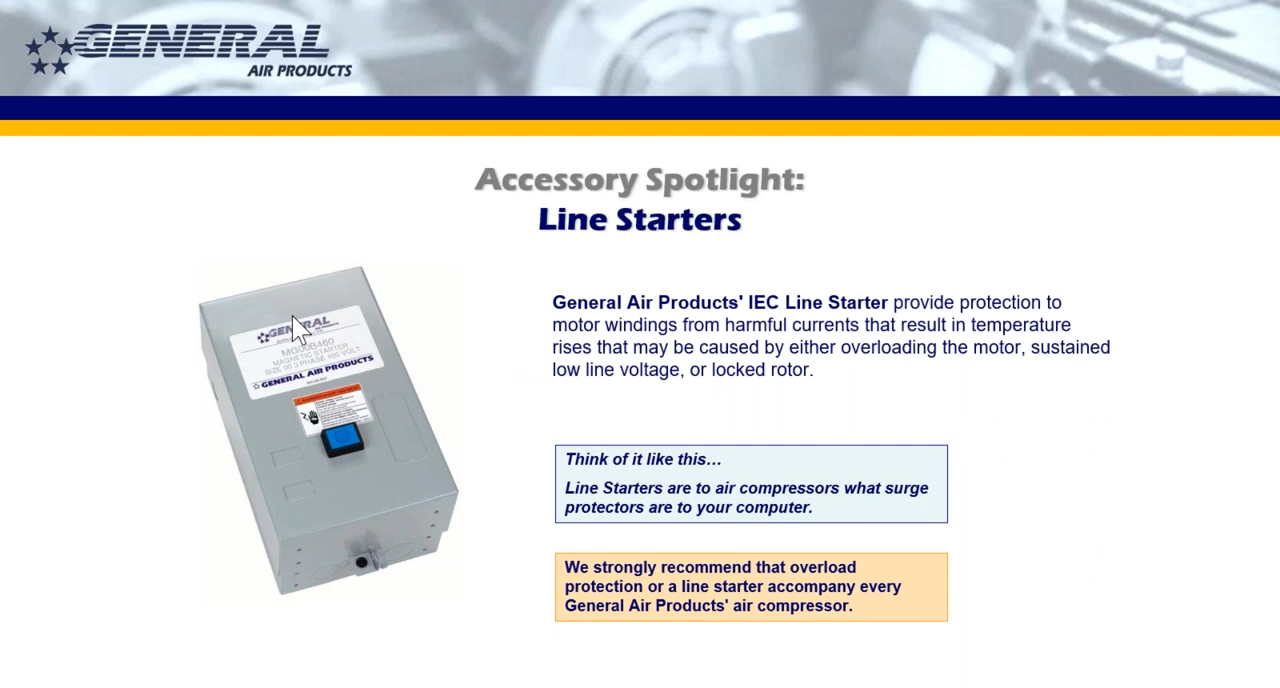 GENERAL
AIR PRODUCTS
Accessory Spotlight:
Line Starters
General Air Products' IEC Line Starter provide protection to
motor windings from harmful currents that result in temperature
rises that may be caused by either overloading the motor, sustained
low line voltage, or locked rotor.
MG00B460
MAGNETIC STARTER
GENERAL AIR PRODUCTS
Think of it like this…
Line Starters are to air compressors what surge
protectors are to your computer.
We strongly recommend that overload
protection or a line starter accompany every
General Air Products' air compressor.